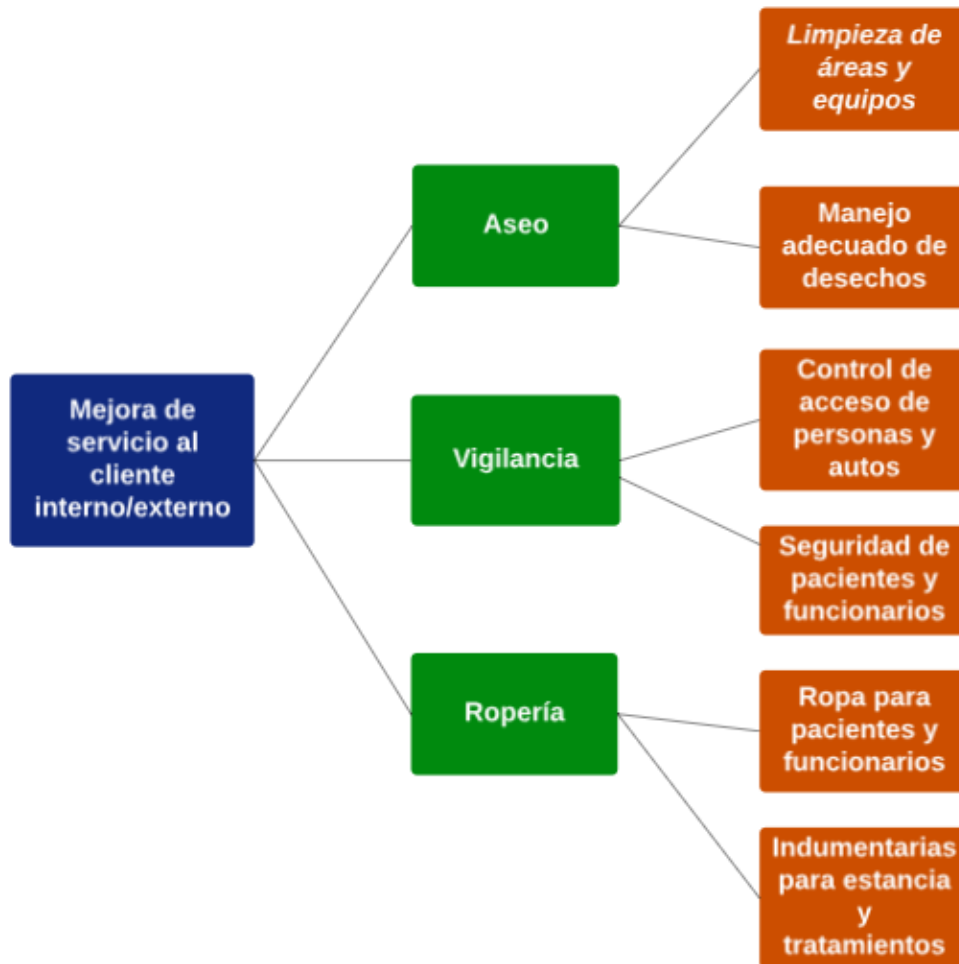 Mejora de
servicio al
cliente
interno/externo
Aseo
Limpieza de
áreas y
equipos
Manejo
adecuado de
desechos
Vigilancia
Control de
acceso de
personas y
autos
Seguridad de
pacientes y
funcionarios
Ropería
Ropa para
pacientes y
funcionarios
Indumentarias
para estancia
y
tratamientos